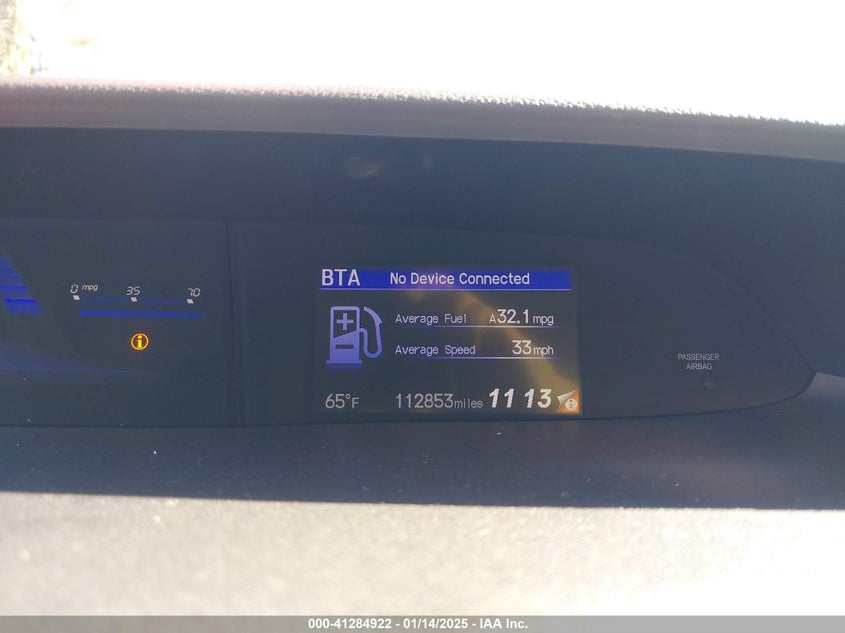 BTA No Device Connected
0 mpg 35 70
Average Fuel A32.1 mpg
Average Speed 33 mph
PASSENGER
AIRBAG
65°F 112853 miles 11 13
000-41284922 - 01/14/2025 - IAA Inc.